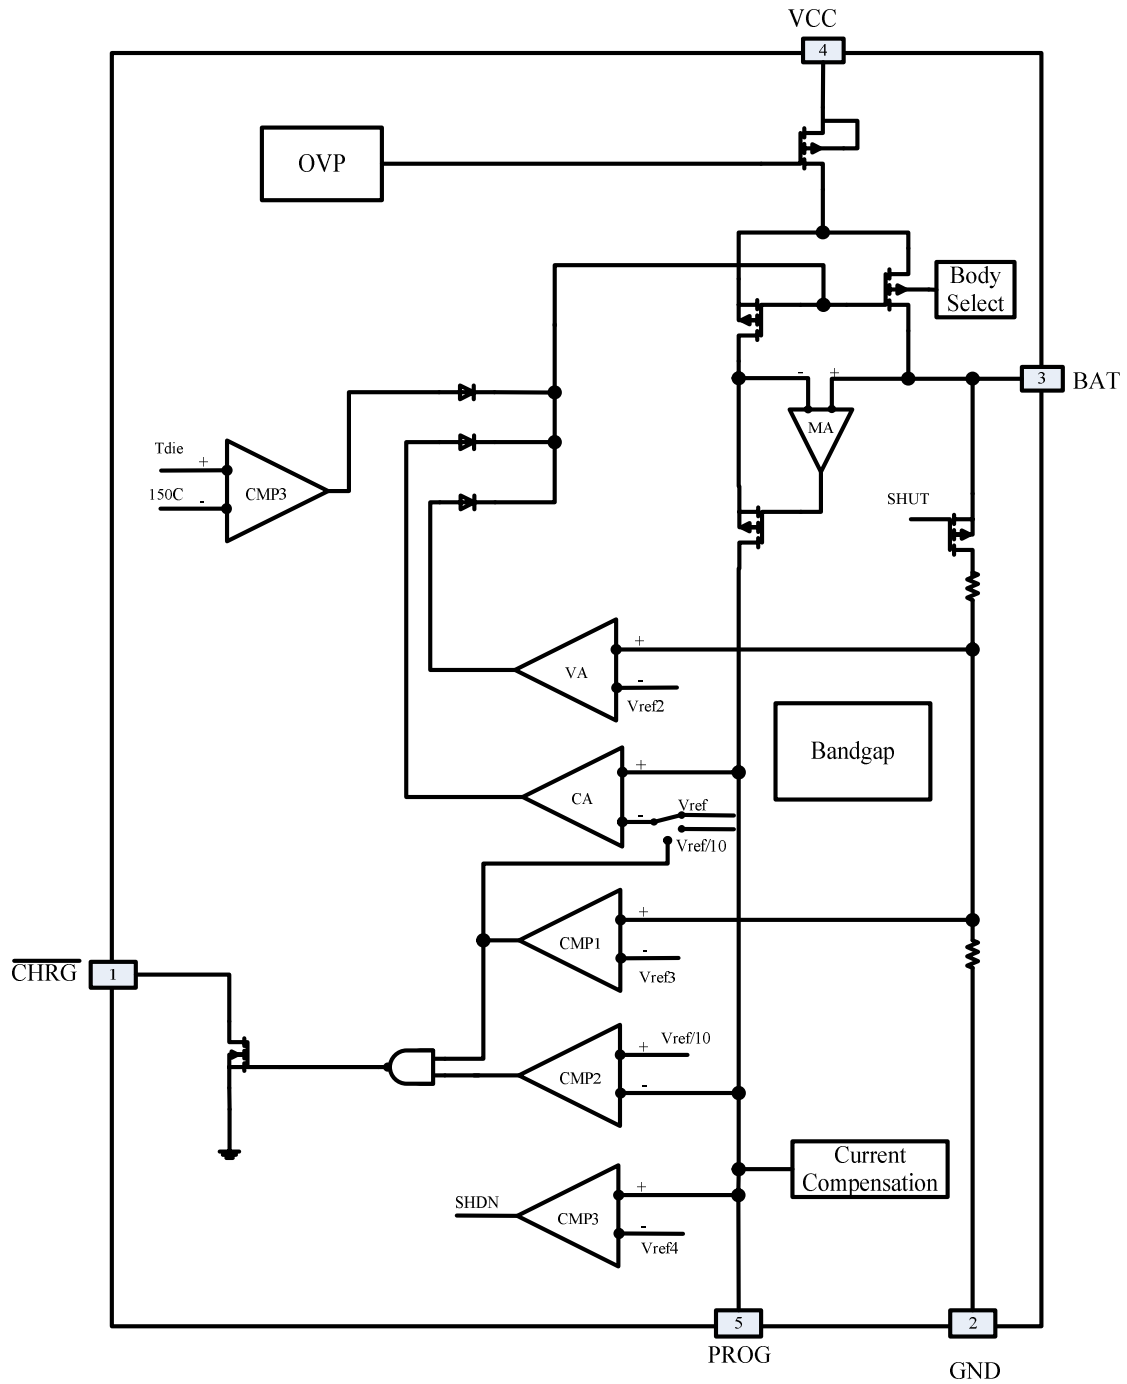 VCC
4
OVP
Body
Select
-
+
3
BAT
MA
Tdie
+
CMP3
150C
-
SHUT
+
VA
-
Vref2
Bandgap
+
CA
Vref
-
Vref/10
+
CMP1
-
Vref3
CHRG
1
Vref/10
+
CMP2
-
Current
Compensation
+
SHDN
CMP3
-
Vref4
5
2
PROG
GND